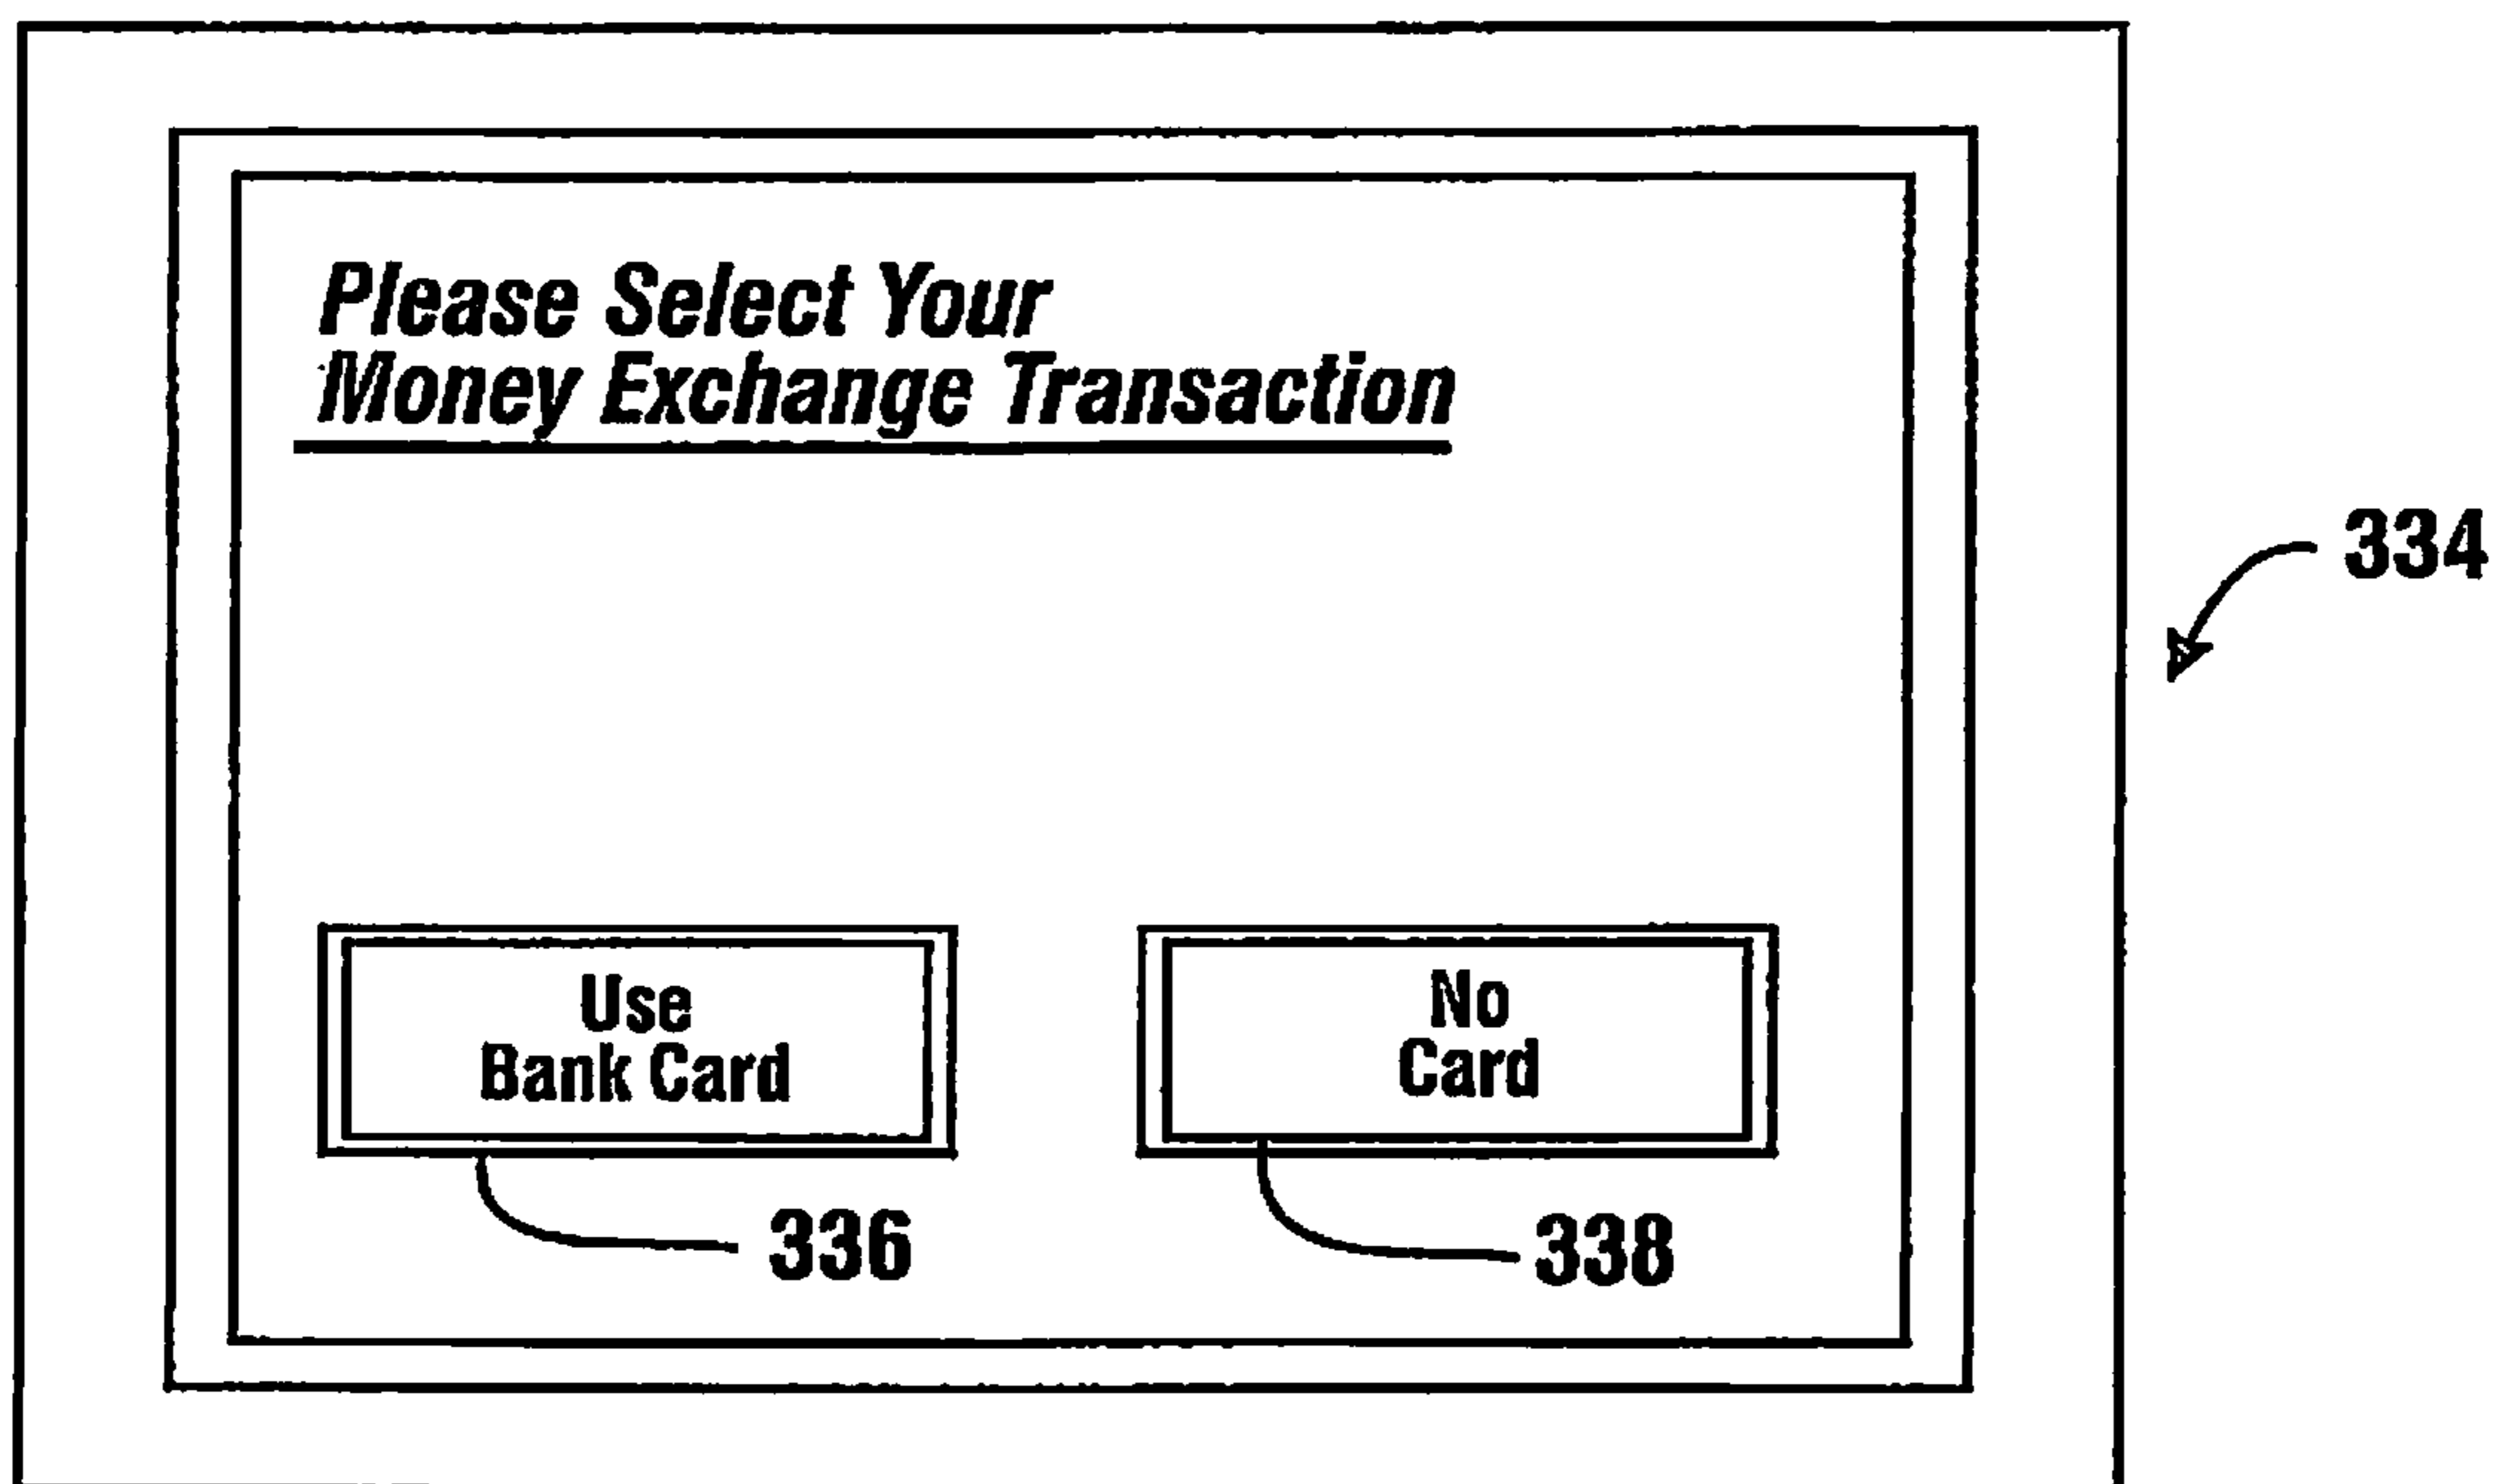 Please Select Your
Money Exchange Transaction
334
Use
Bank Card
No
Card
336
338